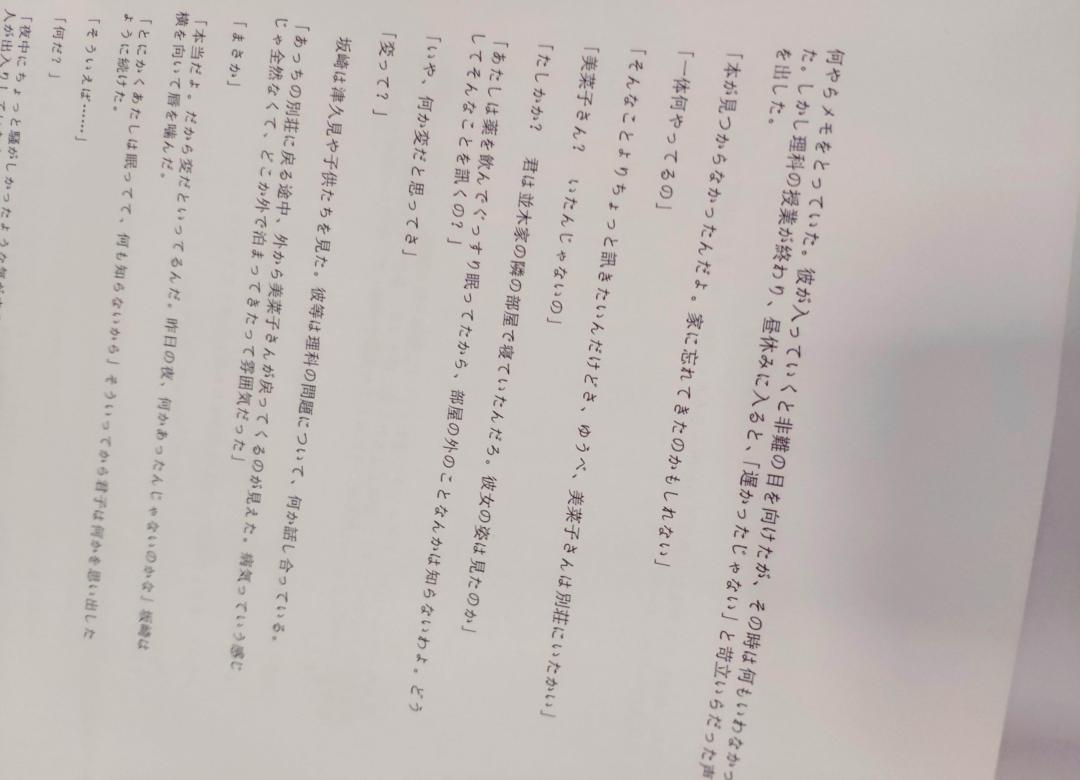 何やらメモをとっていた。彼が入っていくと非難の目を向けたが、その時は何もいわなかっ
た。しかし理科の授業が終わり、昼休みに入ると、「遅かったじゃない」と苛立いらだった声
を出した。
「本が見つからなかったんだよ。家に忘れてきたのかもしれない」
「一体何やってるの」
「そんなことよりちょっと訊きたいんだけどさ、ゆうべ、美菜子さんは別荘にいたかい」
「美菜子さん？　いたんじゃないの」
「たしかか？　君は並木家の隣の部屋で寝ていたんだろ。彼女の姿は見たのか」
「あたしは薬を飲んでぐっすり眠ってたから、部屋の外のことなんかは知らないわよ。どう
してそんなことを訊くの？」
「いや、何か変だと思ってさ」
「変って？」
坂崎は津久見や子供たちを見た。彼等は理科の問題について、何か話し合っている。
「あっちの別荘に戻る途中、外から美菜子さんが戻ってくるのが見えた。病気っていう感じ
じゃ全然なくて、どこか外で泊まってきたって雰囲気だった」
「まさか」
「本当だよ。だから変だといってるんだ。昨日の夜、何かあったんじゃないのかな」坂崎は
横を向いて唇を噛んだ。
「とにかくあたしは眠ってて、何も知らないから」そういってから君子は何かを思い出した
ように続けた。
「そういえば……」
「何だ？」
「夜中にちょっと騒がしかったような気が
人が出入りして